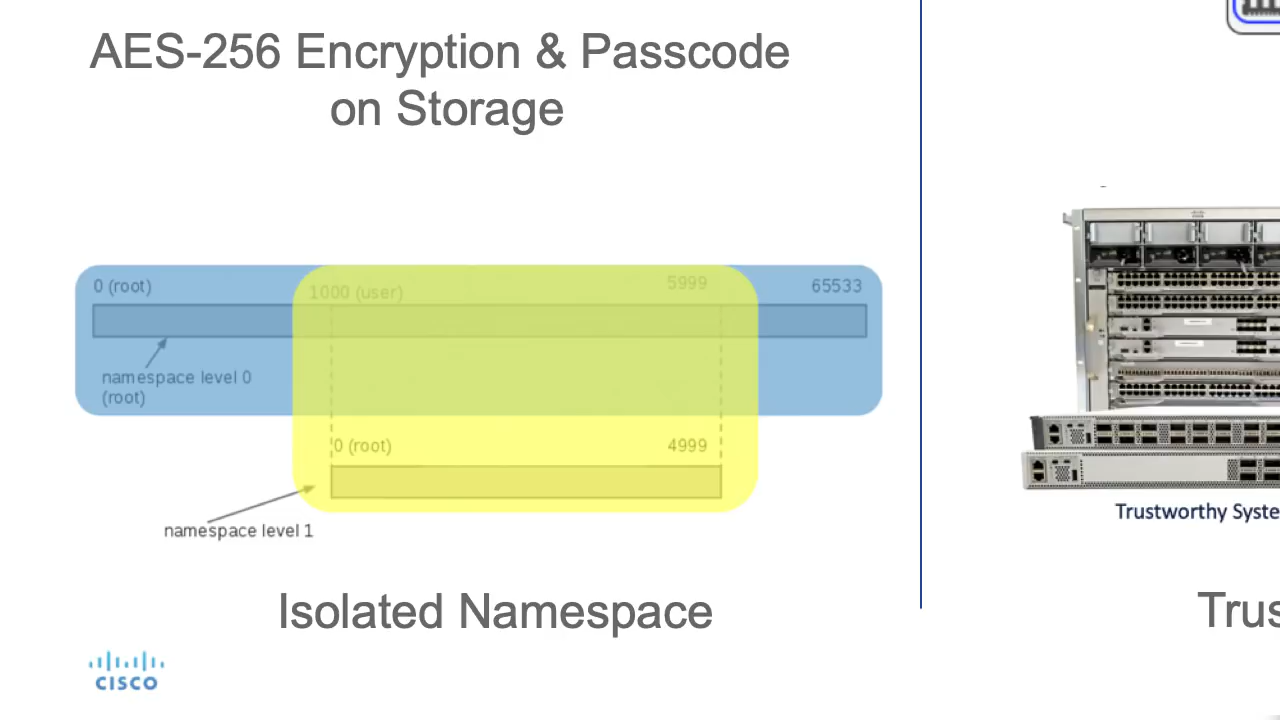 AES-256 Encryption & Passcode
on Storage
0 (root)
1000 (user)
5999
65533
namespace level 0
(root)
0 (root)
4999
namespace level 1
Isolated Namespace
CISCO
Trustworthy Syste
Trus